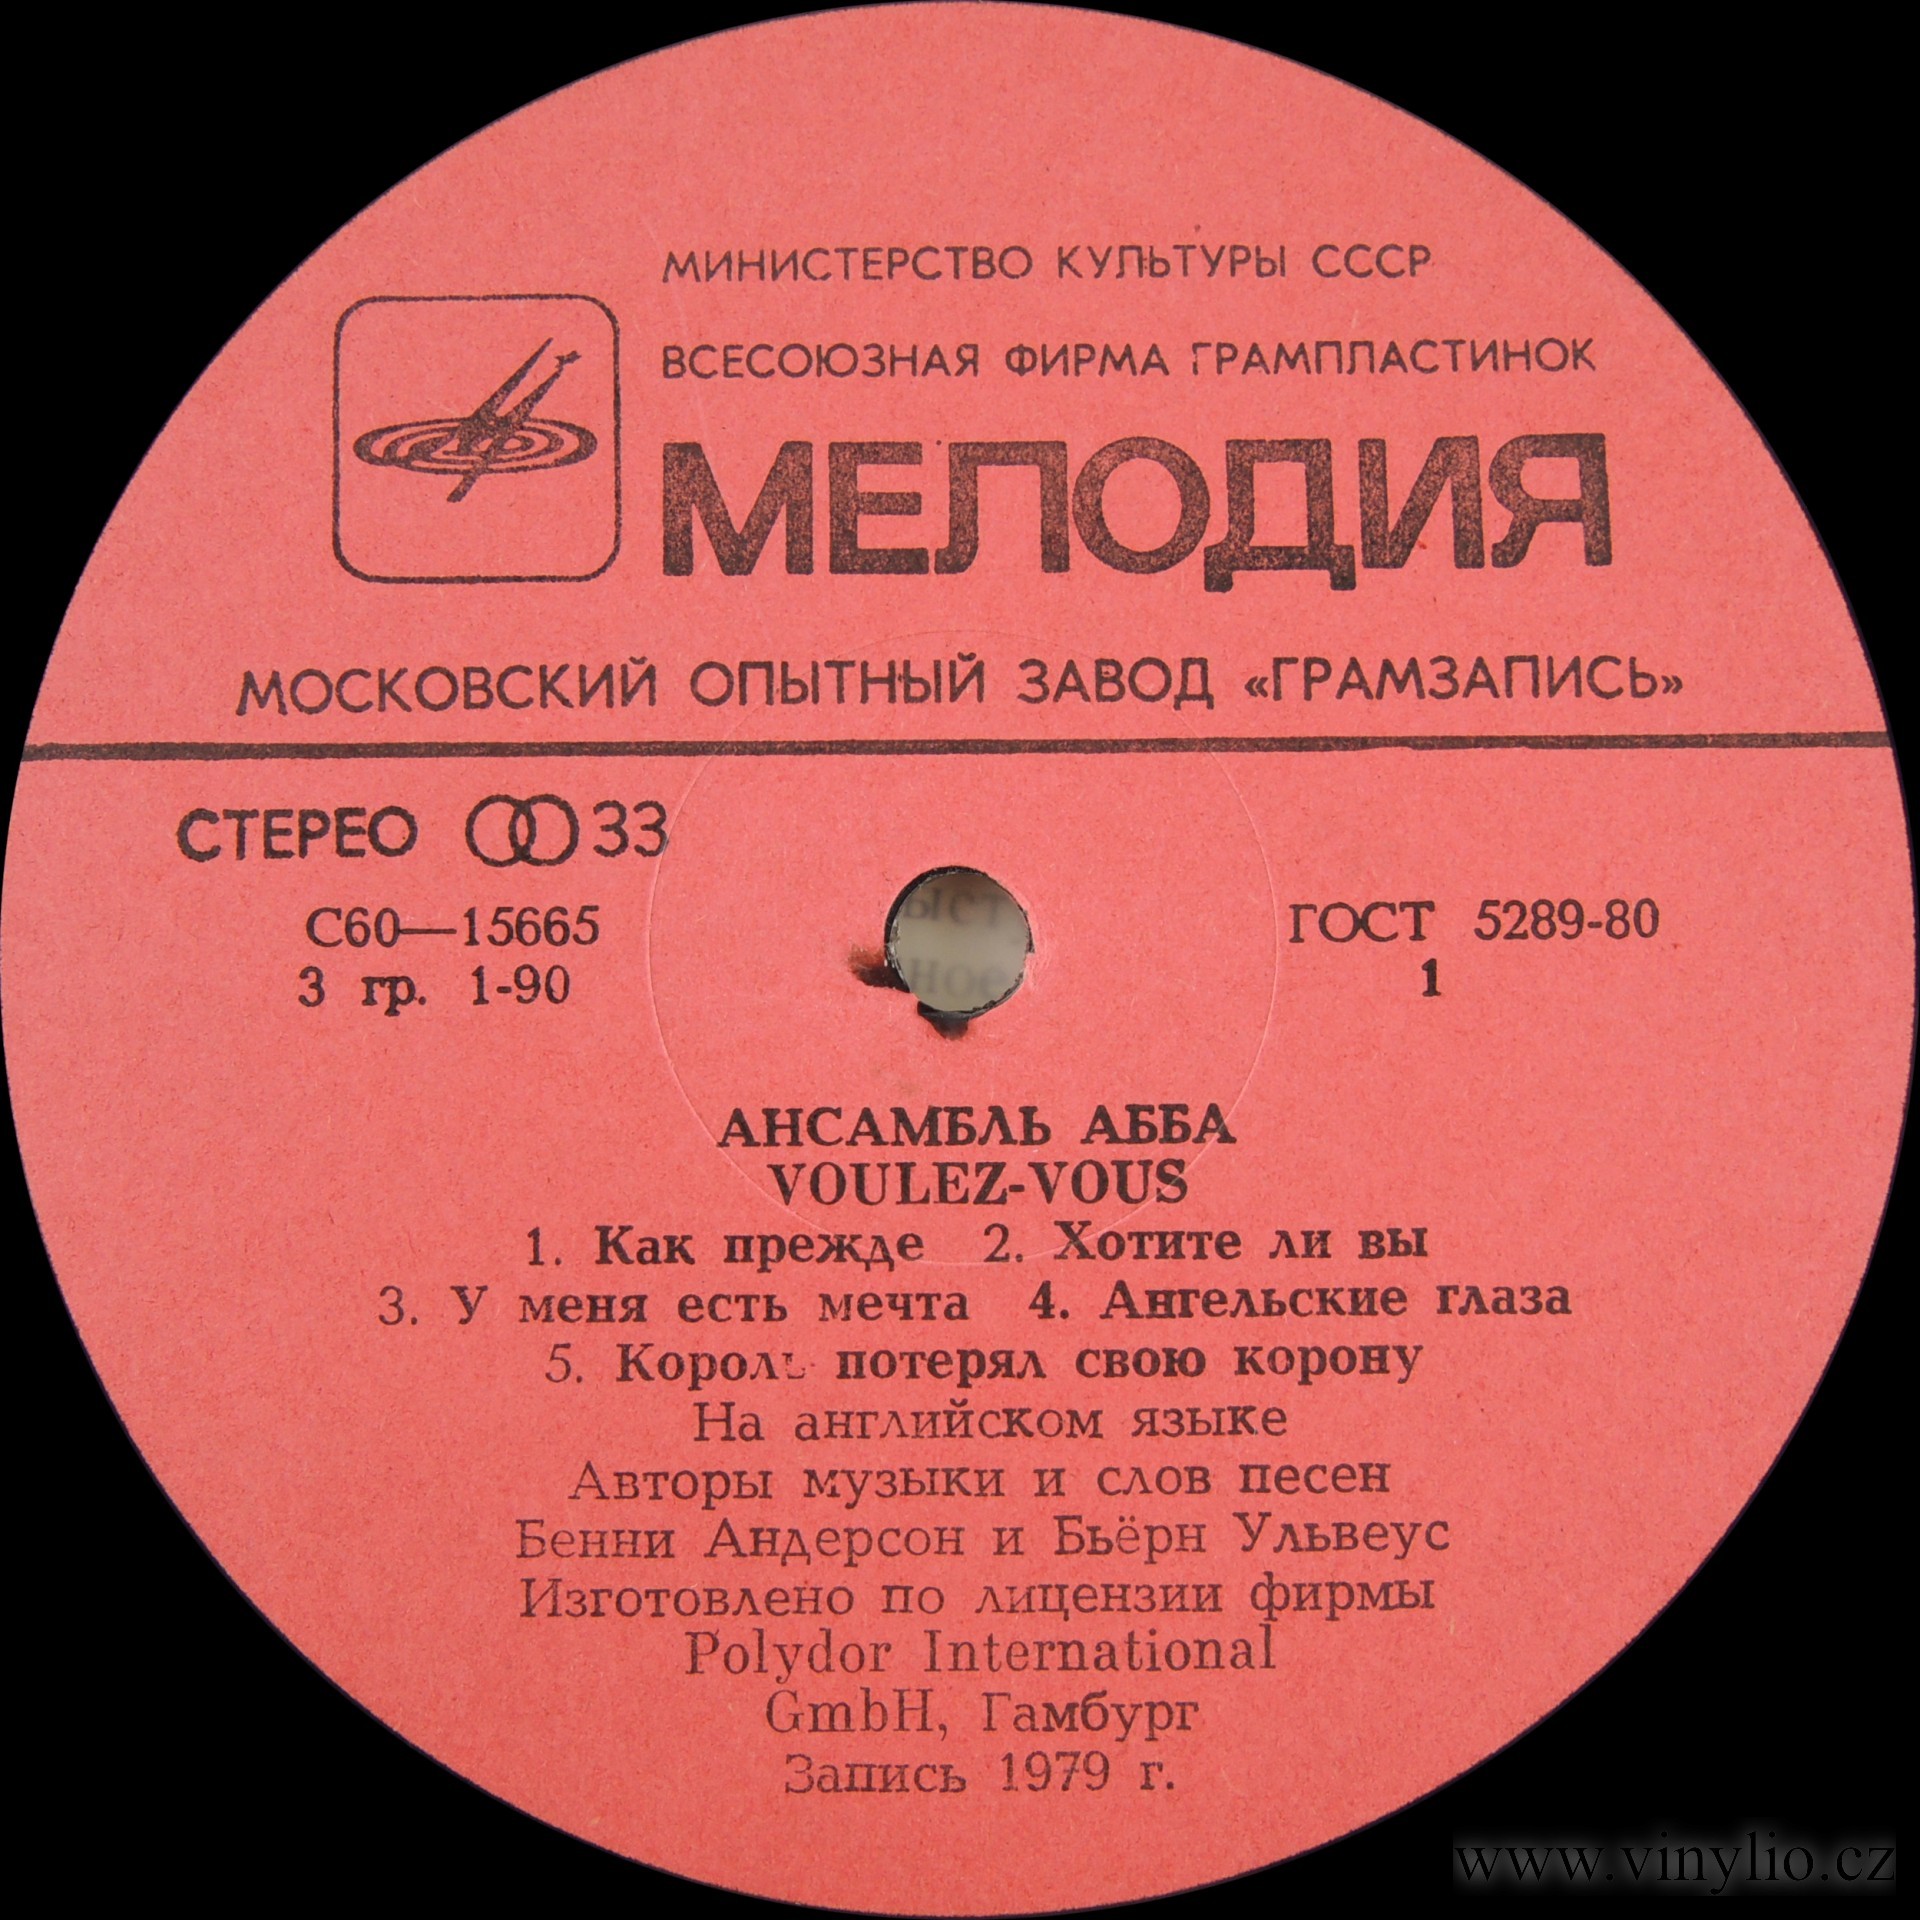 МИНИСТЕРСТВО КУЛЬТУРЫ СССР
ВСЕСОЮЗНАЯ ФИРМА ГРАМПЛАСТИНОК
МЕЛОДИЯ
МОСКОВСКИЙ ОПЫТНЫЙ ЗАВОД «ГРАМЗАПИСЬ»
СТЕРЕО 33
С60—15665
3 гр. 1-90
ГОСТ 5289-80
1
АНСАМБЛЬ АББА
VOULEZ-VOUS
1. Как прежде 2. Хотите ли вы
3. У меня есть мечта 4. Ангельские глаза
5. Король потерял свою корону
На английском языке
Авторы музыки и слов песен
Бенни Андерсон и Бьёрн Ульвеус
Изготовлено по лицензии фирмы
Polydor International
GmbH, Гамбург
Запись 1979 г.
www.vinylio.cz